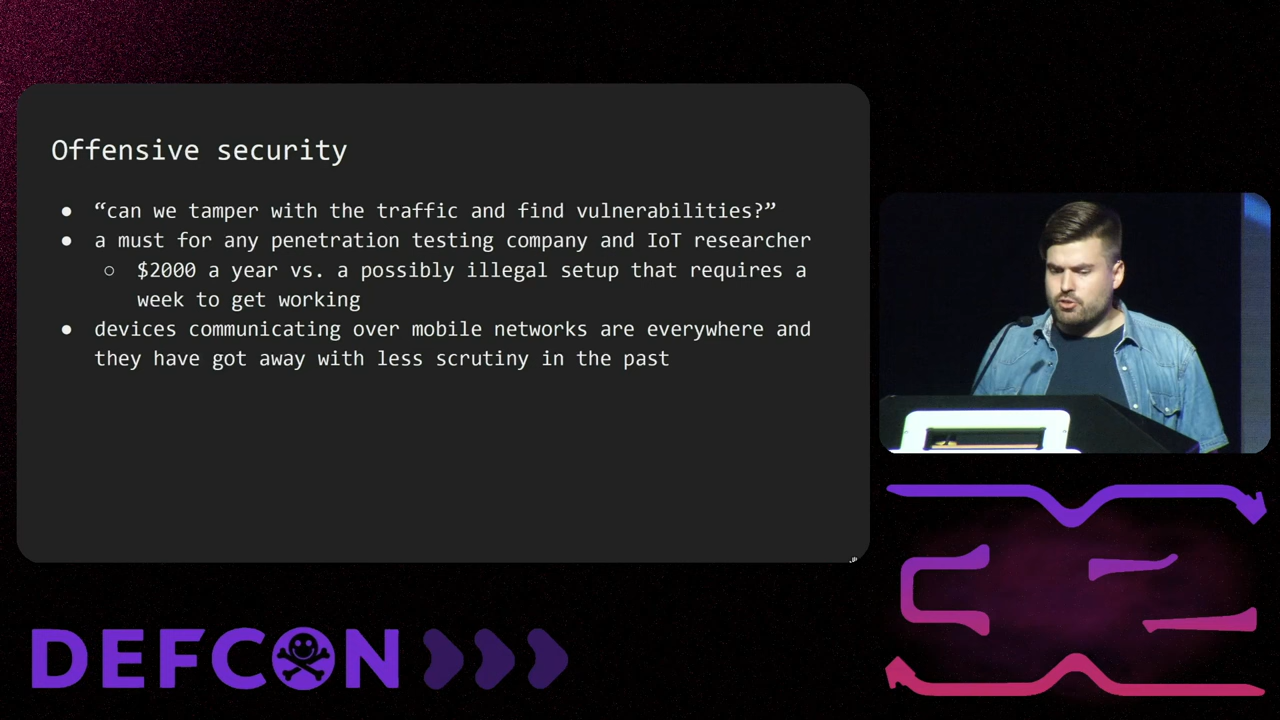 Offensive security
● “can we tamper with the traffic and find vulnerabilities?”
● a must for any penetration testing company and IoT researcher
○ $2000 a year vs. a possibly illegal setup that requires a
week to get working
● devices communicating over mobile networks are everywhere and
they have got away with less scrutiny in the past
DEFCON